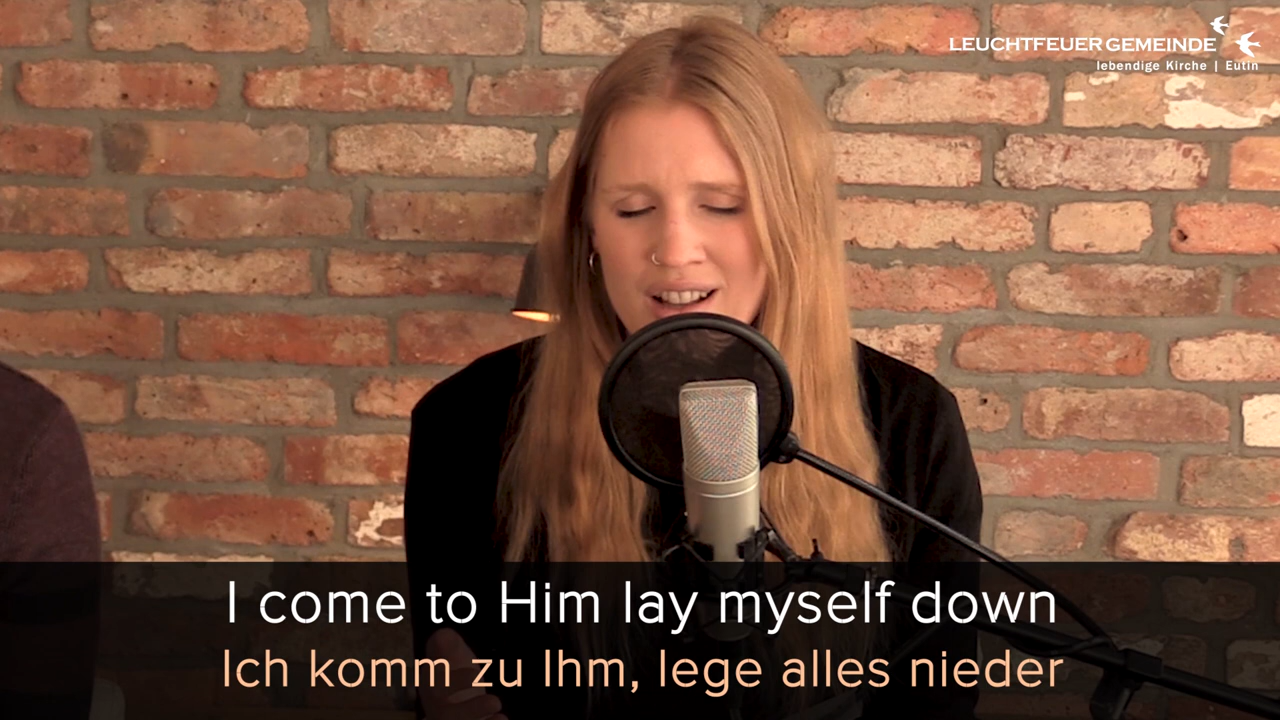 LEUCHTFEUER GEMEINDE
lebendige Kirche | Eutin
I come to Him lay myself down
Ich komm zu Ihm, lege alles nieder